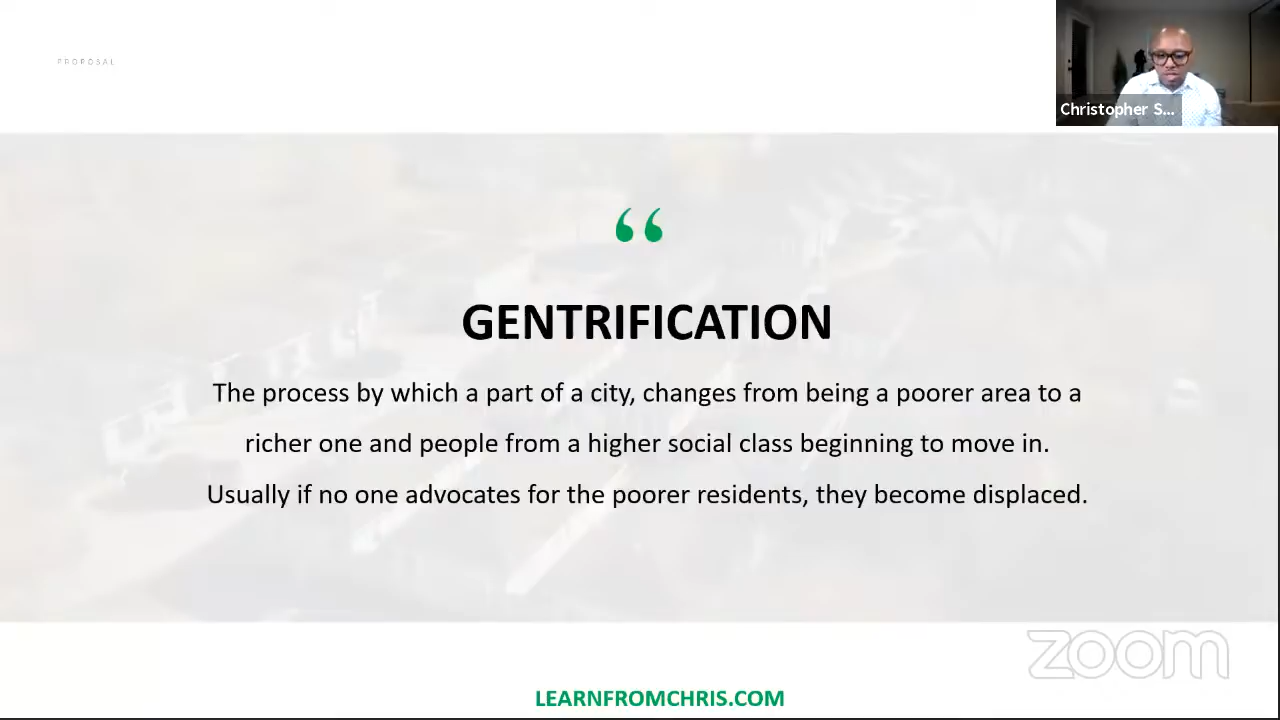 PROPOSAL
Christopher S...
“
GENTRIFICATION
The process by which a part of a city, changes from being a poorer area to a
richer one and people from a higher social class beginning to move in.
Usually if no one advocates for the poorer residents, they become displaced.
zoom
LEARNFROMCHRIS.COM